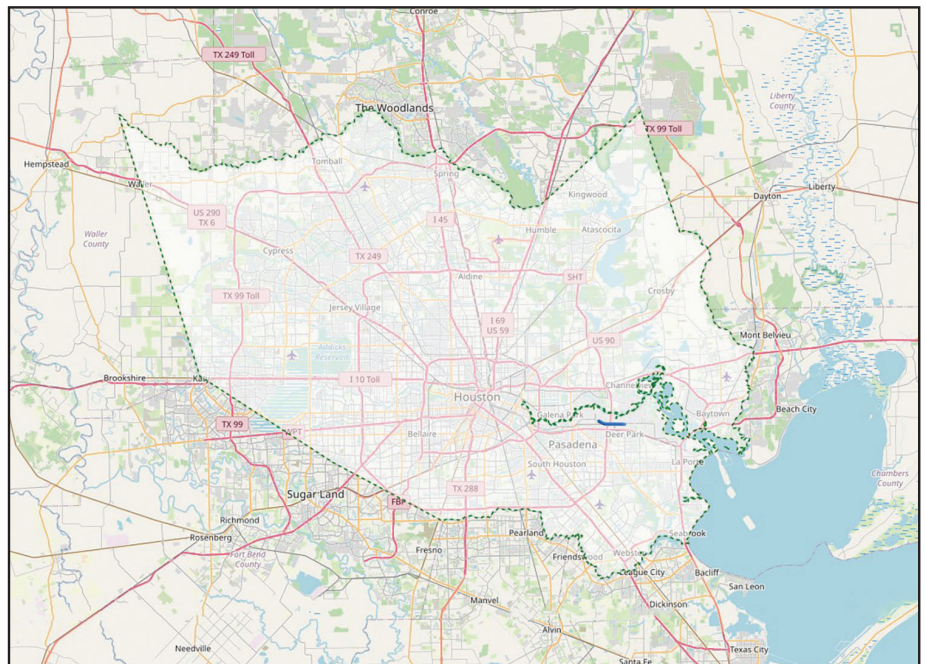 Conroe
TX 249 Toll
Liberty
County
The Woodlands
TX 99 Toll
Tomball
Hempstead
Spring
Waller
Liberty
Kingwood
Dayton
US 290
TX 6
I 45
Humble
Atascocita
Waller
County
Cypress
TX 249
Aldine
SHT
Crosby
TX 99 Toll
Jersey Village
I 69
US 59
Mont Belvieu
US 90
Addicks
Reservoir
Brookshire
Katy
I 10 Toll
Channelview
Houston
Beach City
Galena Park
Baytown
TX 99
WPT
Bellaire
Deer Park
Pasadena
La Porte
South Houston
Chambers
County
TX 288
Sugar Land
FBP
Richmond
Rosenberg
Pearland
Seabrook
Fresno
Fort Bend
County
Friendswood
Webster
League City
Bacliff
San Leon
Manvel
Dickinson
Alvin
Needville
Texas City
Santa Fe